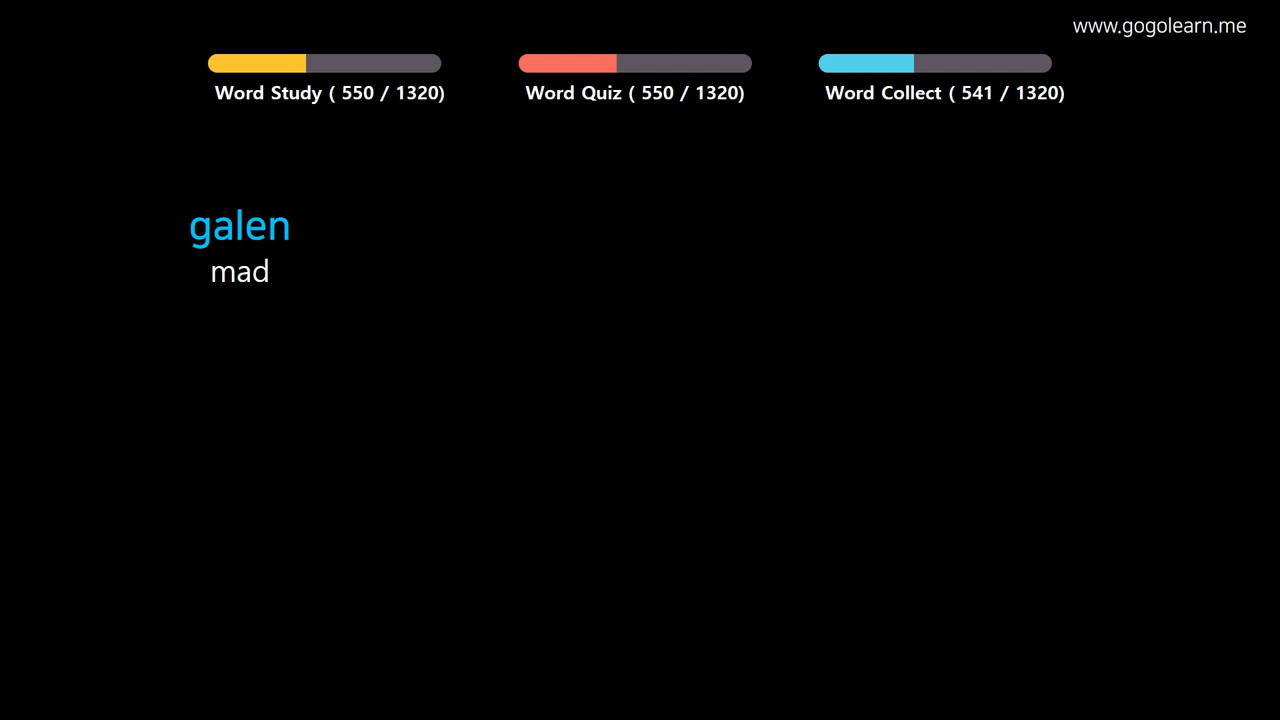 www.gogolearn.me
Word Study ( 550 / 1320)
Word Quiz ( 550 / 1320)
Word Collect ( 541 / 1320)
galen
mad